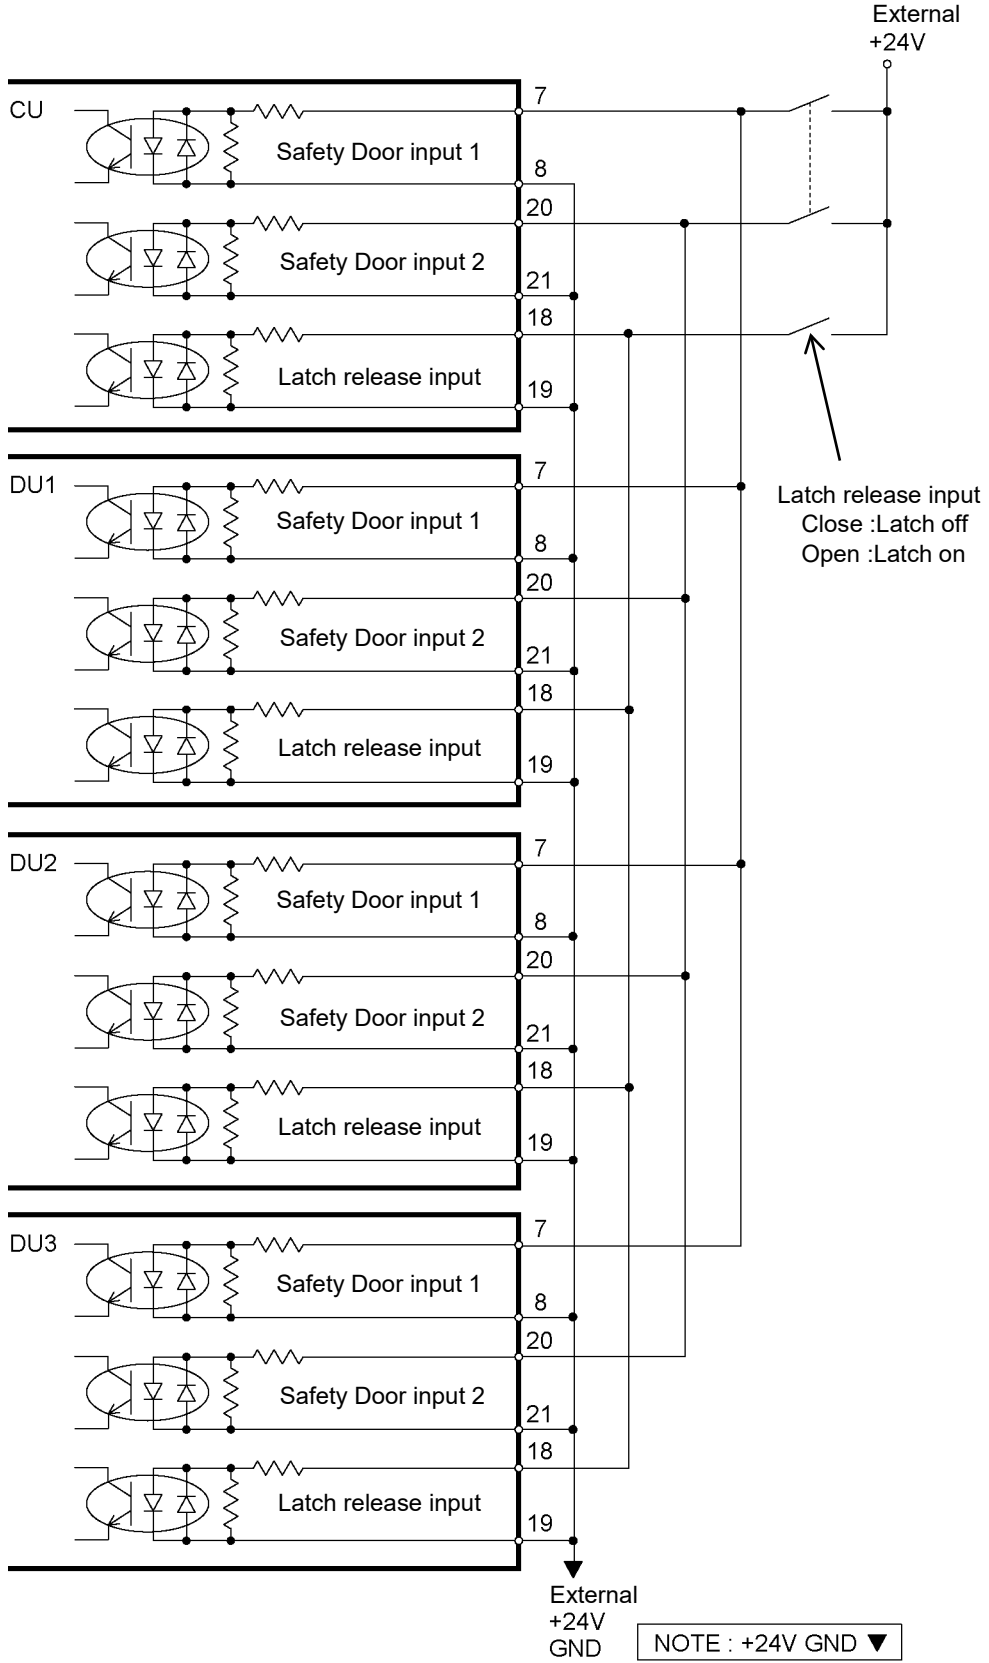 External
+24V
CU
7
Safety Door input 1
8
20
Safety Door input 2
21
18
Latch release input
19
DU1
7
Safety Door input 1
8
20
Safety Door input 2
21
18
Latch release input
19
Latch release input
Close :Latch off
Open :Latch on
DU2
7
Safety Door input 1
8
20
Safety Door input 2
21
18
Latch release input
19
DU3
7
Safety Door input 1
8
20
Safety Door input 2
21
18
Latch release input
19
External
+24V
GND
NOTE : +24V GND ▼